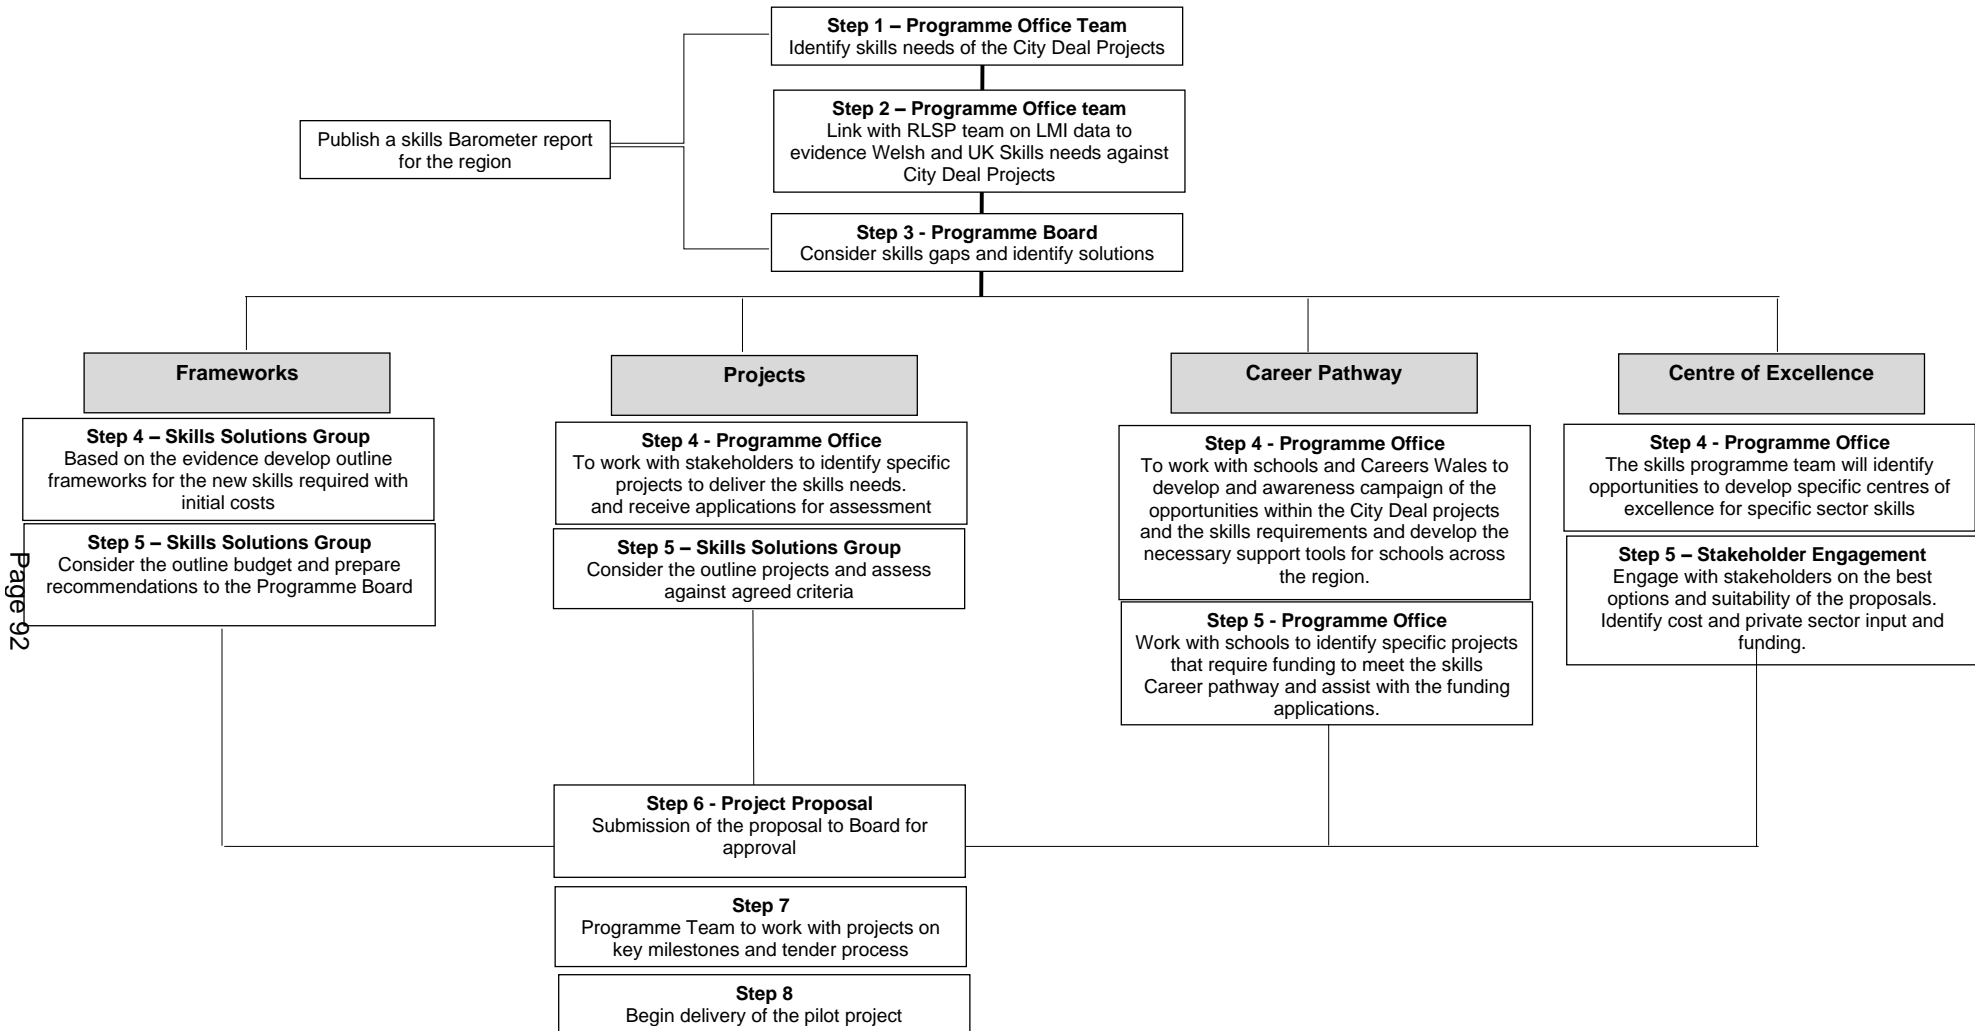 Step 1 – Programme Office Team
Identify skills needs of the City Deal Projects
Step 2 – Programme Office team
Link with RLSP team on LMI data to
evidence Welsh and UK Skills needs against
City Deal Projects
Publish a skills Barometer report
for the region
Step 3 - Programme Board
Consider skills gaps and identify solutions
Frameworks
Step 4 – Skills Solutions Group
Based on the evidence develop outline
frameworks for the new skills required with
initial costs
Step 5 – Skills Solutions Group
Consider the outline budget and prepare
recommendations to the Programme Board
Projects
Step 4 - Programme Office
To work with stakeholders to identify specific
projects to deliver the skills needs.
and receive applications for assessment
Step 5 – Skills Solutions Group
Consider the outline projects and assess
against agreed criteria
Career Pathway
Step 4 - Programme Office
To work with schools and Careers Wales to
develop and awareness campaign of the
opportunities within the City Deal projects
and the skills requirements and develop the
necessary support tools for schools across
the region.
Step 5 - Programme Office
Work with schools to identify specific projects
that require funding to meet the skills
Career pathway and assist with the funding
applications.
Centre of Excellence
Step 4 - Programme Office
The skills programme team will identify
opportunities to develop specific centres of
excellence for specific sector skills
Step 5 – Stakeholder Engagement
Engage with stakeholders on the best
options and suitability of the proposals.
Identify cost and private sector input and
funding.
Step 6 - Project Proposal
Submission of the proposal to Board for
approval
Step 7
Programme Team to work with projects on
key milestones and tender process
Step 8
Begin delivery of the pilot project
Page 92